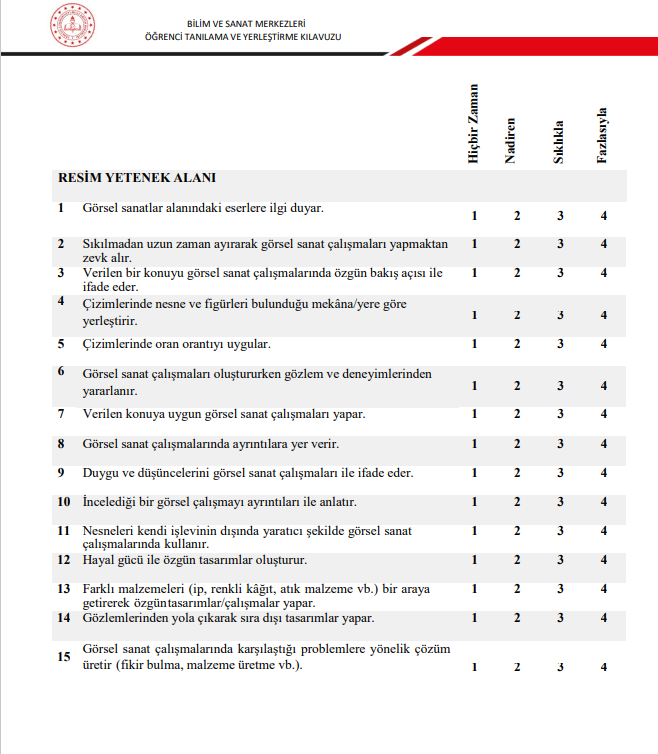 BİLİM VE SANAT MERKEZLERİ
ÖĞRENCİ TANILAMA VE YERLEŞTİRME KILAVUZU
Hiçbir Zaman
Nadiren
Sıklıkla
Fazlasıyla
RESİM YETENEK ALANI
1 Görsel sanatlar alanındaki eserlere ilgi duyar. 1 2 3 4
2 Sıkılmadan uzun zaman ayırarak görsel sanat çalışmaları yapmaktan 1 2 3 4
zevk alır.
3 Verilen bir konuyu görsel sanat çalışmalarında özgün bakış açısı ile 1 2 3 4
ifade eder.
4 Çizimlerinde nesne ve figürleri bulunduğu mekâna/yere göre
yerleştirir. 1 2 3 4
5 Çizimlerinde oran orantıyı uygular. 1 2 3 4
6 Görsel sanat çalışmaları oluştururken gözlem ve deneyimlerinden
yararlanır. 1 2 3 4
7 Verilen konuya uygun görsel sanat çalışmaları yapar. 1 2 3 4
8 Görsel sanat çalışmalarında ayrıntılara yer verir. 1 2 3 4
9 Duygu ve düşüncelerini görsel sanat çalışmaları ile ifade eder. 1 2 3 4
10 İncelediği bir görsel çalışmayı ayrıntıları ile anlatır. 1 2 3 4
11 Nesneleri kendi işlevinin dışında yaratıcı şekilde görsel sanat 1 2 3 4
çalışmalarında kullanır.
12 Hayal gücü ile özgün tasarımlar oluşturur. 1 2 3 4
13 Farklı malzemeleri (ip, renkli kâğıt, atık malzeme vb.) bir araya 1 2 3 4
getirerek özgüntasarımlar/çalışmalar yapar.
14 Gözlemlerinden yola çıkarak sıra dışı tasarımlar yapar. 1 2 3 4
15 Görsel sanat çalışmalarında karşılaştığı problemlere yönelik çözüm
üretir (fikir bulma, malzeme üretme vb.). 1 2 3 4